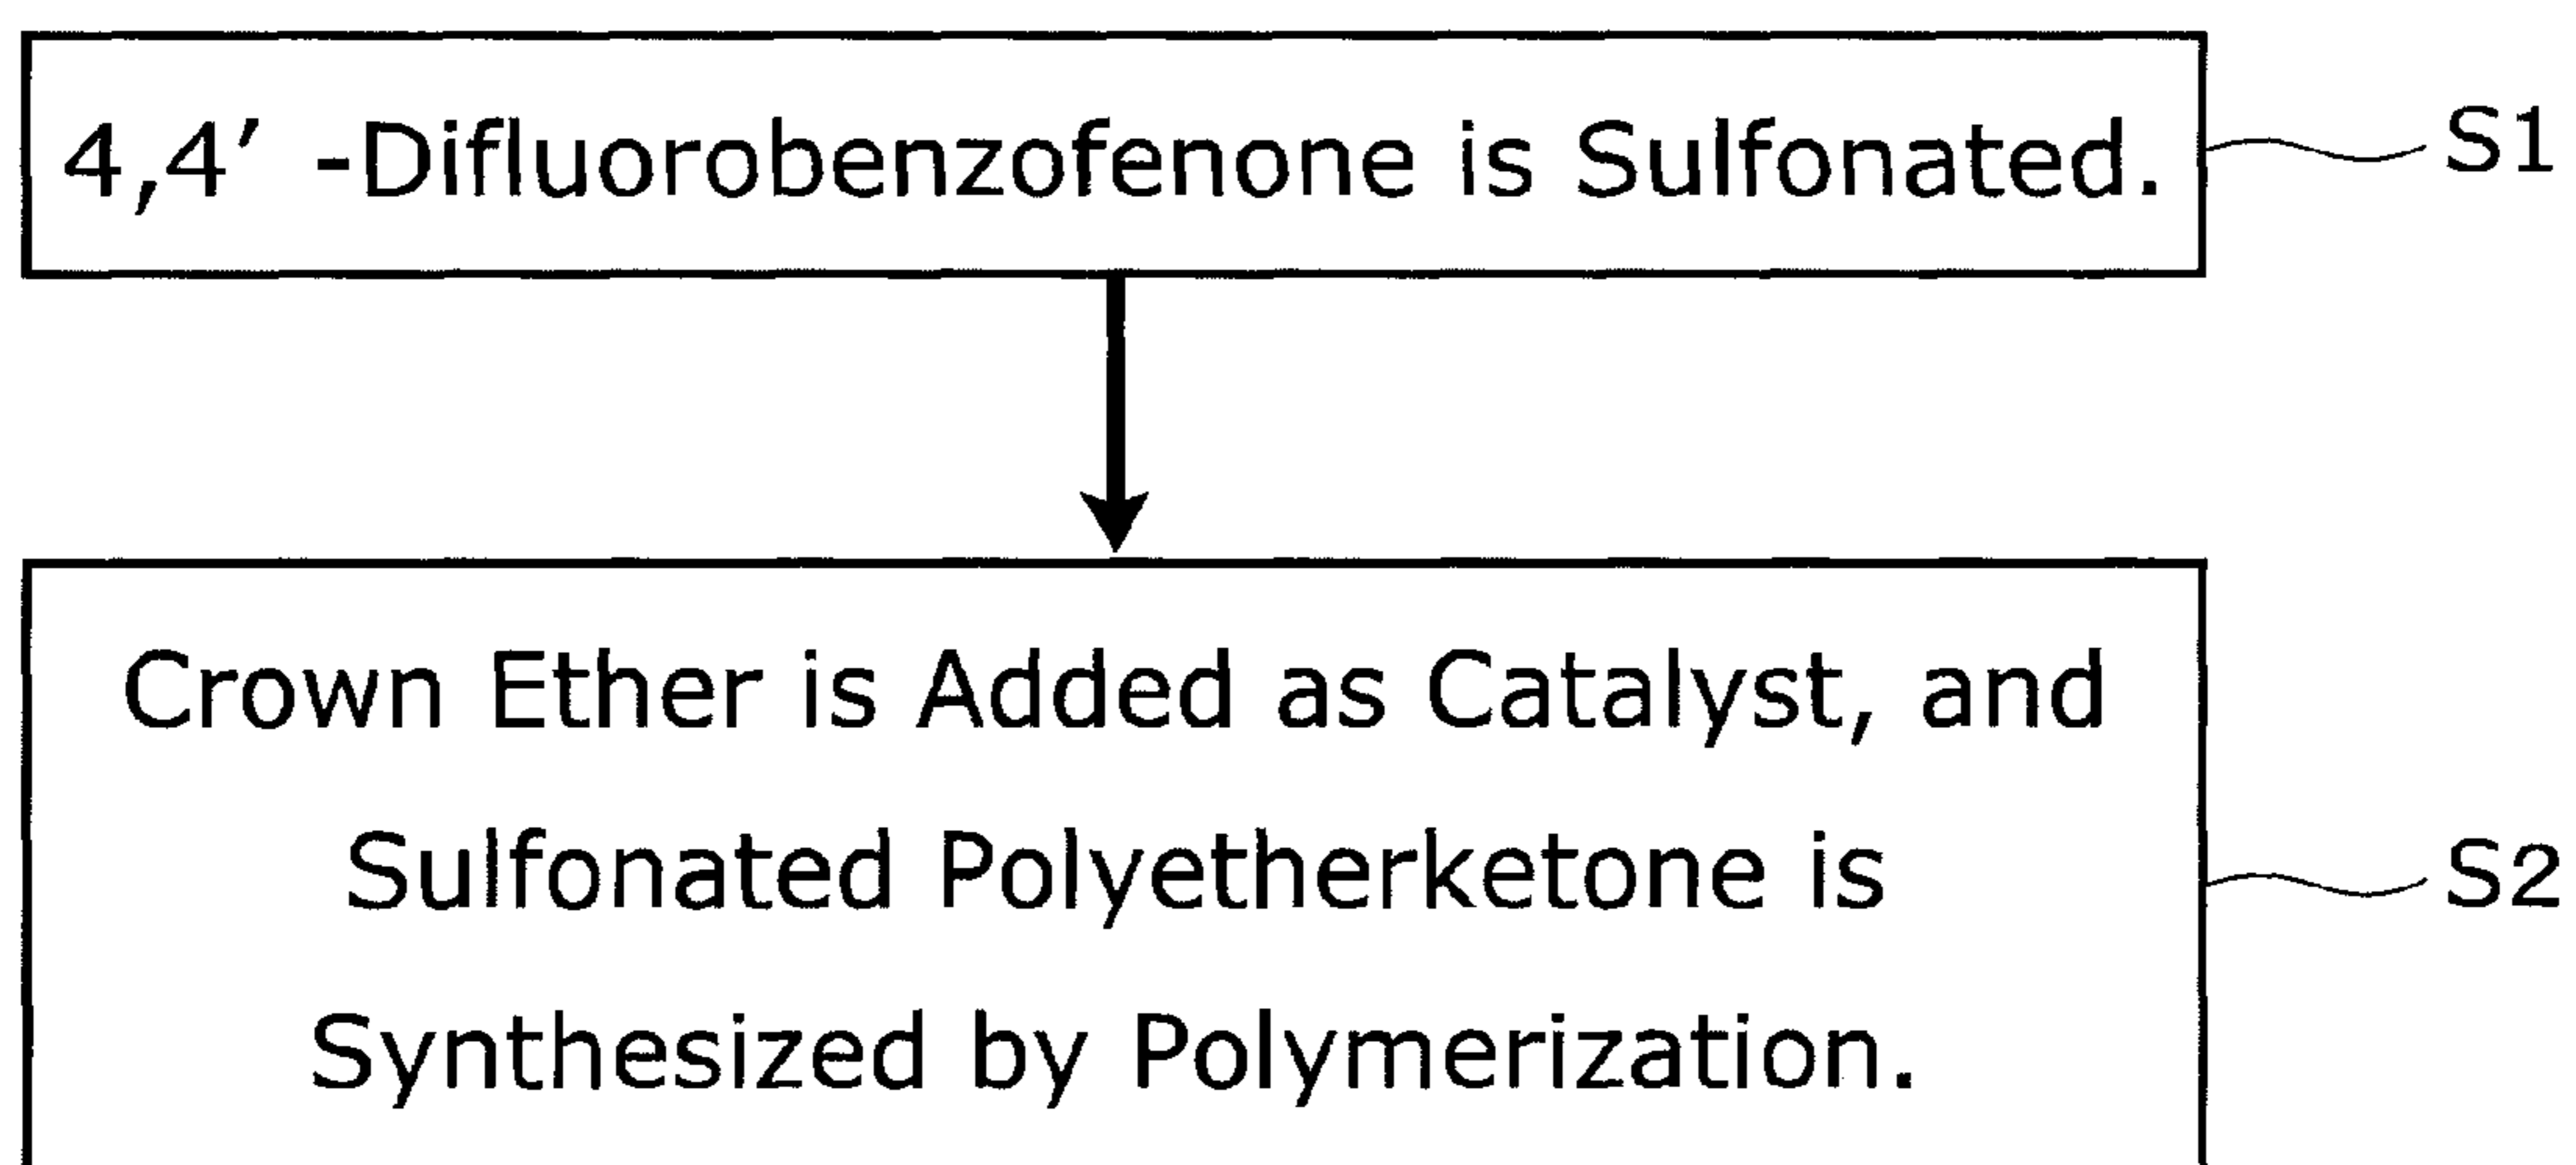 4,4′ -Difluorobenzofenone is Sulfonated.
S1
Crown Ether is Added as Catalyst, and
Sulfonated Polyetherketone is
S2
Synthesized by Polymerization.